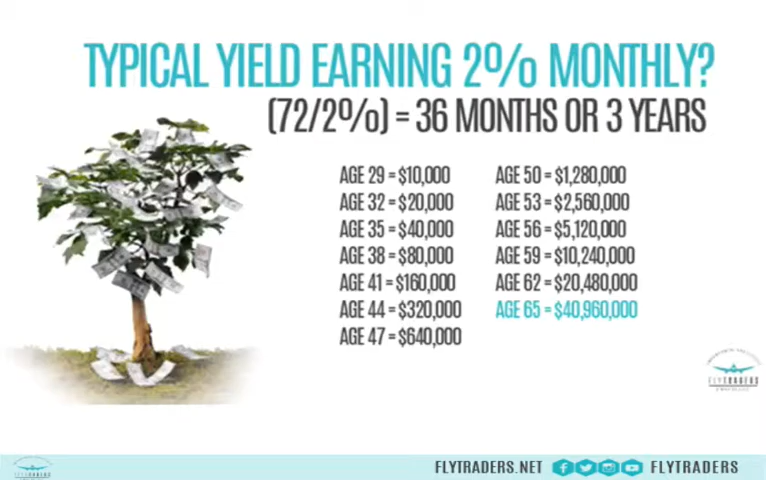 TYPICAL YIELD EARNING 2% MONTHLY?
(72/2%) = 36 MONTHS OR 3 YEARS
AGE 29 = $10,000
AGE 32 = $20,000
AGE 35 = $40,000
AGE 38 = $80,000
AGE 41 = $160,000
AGE 44 = $320,000
AGE 47 = $640,000
AGE 50 = $1,280,000
AGE 53 = $2,560,000
AGE 56 = $5,120,000
AGE 59 = $10,240,000
AGE 62 = $20,480,000
AGE 65 = $40,960,000
FLYTRADERS
FLYTRADERS
FLYTRADERS.NET FLYTRADERS